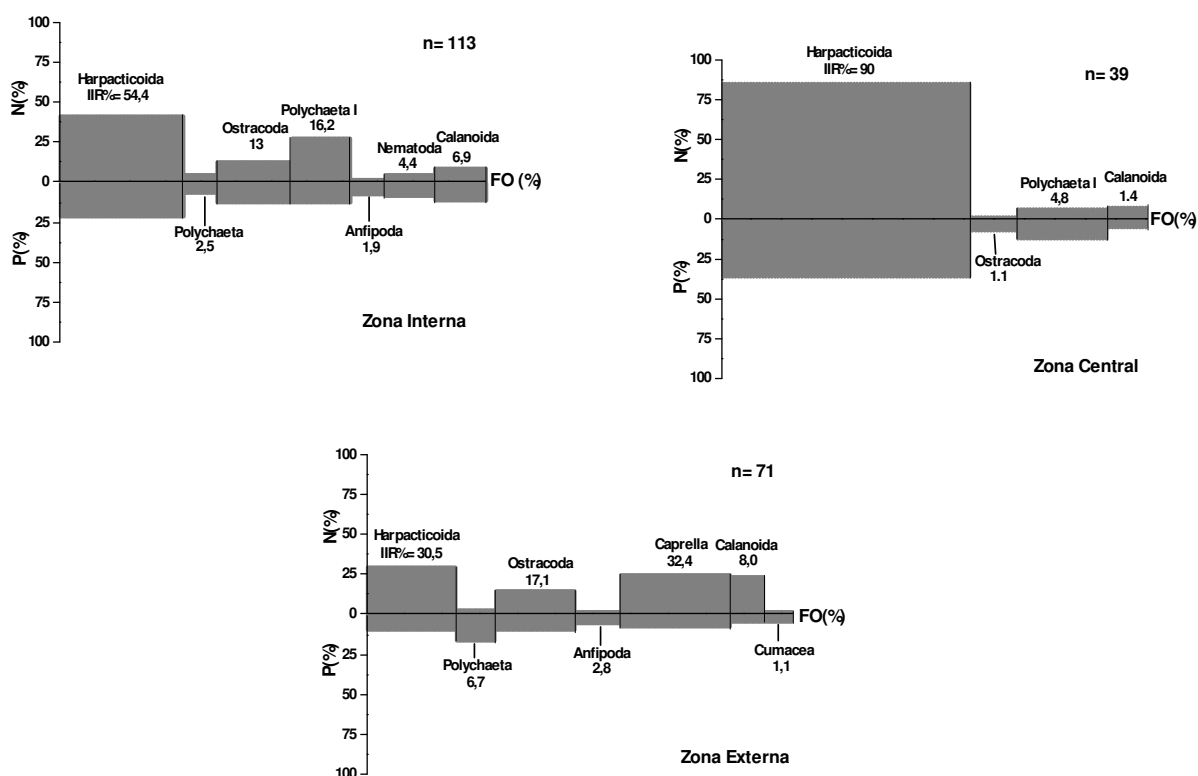 100
75
50
25
0
25
50
75
100
N(%)
P(%)
n= 113
Harpacticoida
IIR%= 54,4
Ostracoda
13
Polychaeta I
16,2
Nematoda
4,4
Calanoida
6,9
FO (%)
Polychaeta
2,5
Anfipoda
1,9
Zona Interna
100
75
50
25
0
25
50
75
100
N(%)
P(%)
n= 39
Harpacticoida
IIR%= 90
Polychaeta I
4,8
Calanoida
1.4
FO(%)
Ostracoda
1.1
Zona Central
100
75
50
25
0
25
50
75
100
N(%)
P(%)
n= 71
Harpacticoida
IIR%= 30,5
Ostracoda
17,1
Caprella
32,4
Calanoida
8,0
FO(%)
Polychaeta
6,7
Anfipoda
2,8
Cumacea
1,1
Zona Externa